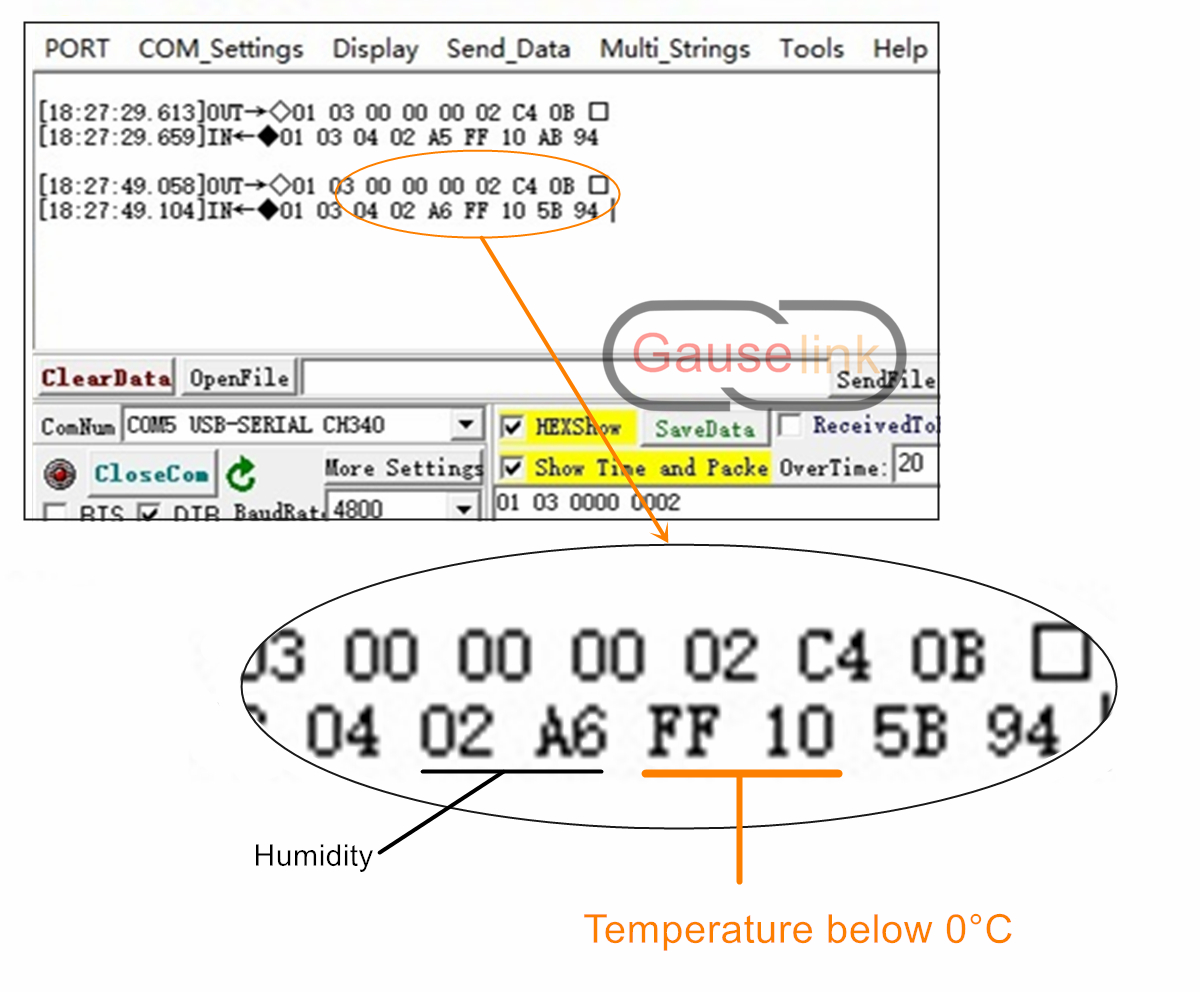 PORT COM_Settings Display Send_Data Multi_Strings Tools Help
[18:27:29.613]OUT→◇01 03 00 00 00 02 C4 0B □
[18:27:29.659]IN←◆01 03 04 02 A5 FF 10 AB 94
[18:27:49.058]OUT→◇01 03 00 00 00 02 C4 0B □
[18:27:49.104]IN←◆01 03 04 02 A6 FF 10 5B 94
Gauselink
ClearData OpenFile SendFile
ComNum COM5 USB-SERIAL CH340 HEXShow SaveData ReceivedTo
CloseCom More Settings Show Time and Packe OverTime: 20
RTS DTR BaudRat 4800 01 03 0000 0002
03 00 00 00 02 C4 0B □
04 02 A6 FF 10 5B 94
Humidity
Temperature below 0°C